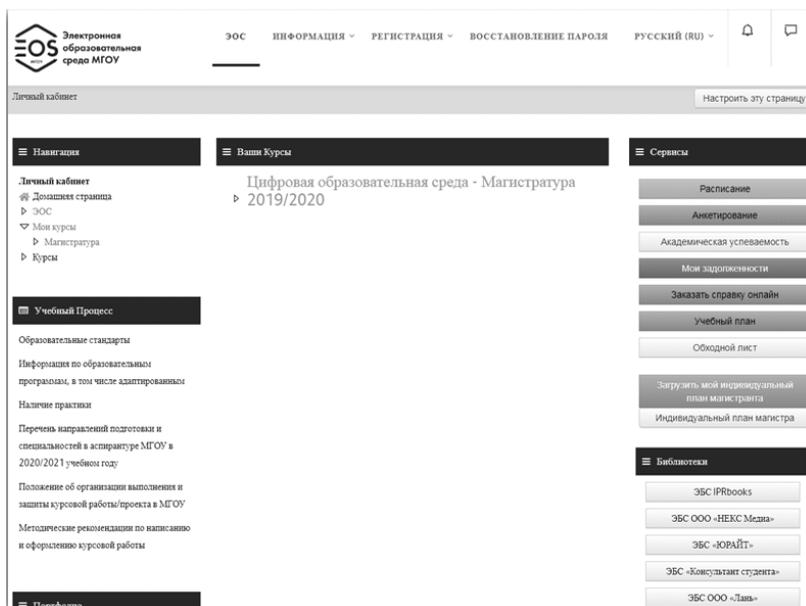 Электронная
образовательная
среда МГОУ
EOS
МГОУ
ЭОС ИНФОРМАЦИЯ РЕГИСТРАЦИЯ ВОССТАНОВЛЕНИЕ ПАРОЛЯ РУССКИЙ (RU)
Личный кабинет
Настроить эту страницу
Навигация
Личный кабинет
Домашняя страница
ЭОС
Мои курсы
Магистратура
Курсы
Учебный Процесс
Образовательные стандарты
Информация по образовательным
программам, в том числе адаптированным
Наличие практики
Перечень направлений подготовки и
специальностей в аспирантуре МГОУ в
2020/2021 учебном году
Положение об организации выполнения и
защиты курсовой работы/проекта в МГОУ
Методические рекомендации по написанию
и оформлению курсовой работы
Портфолио
Ваши Курсы
Цифровая образовательная среда - Магистратура
2019/2020
Сервисы
Расписание
Анкетирование
Академическая успеваемость
Мои задолженности
Заказать справку онлайн
Учебный план
Обходной лист
Загрузить мой индивидуальный
план магистранта
Индивидуальный план магистра
Библиотеки
ЭБС IPRbooks
ЭБС ООО «НЕКС Медиа»
ЭБС «ЮРАЙТ»
ЭБС «Консультант студента»
ЭБС ООО «Лань»